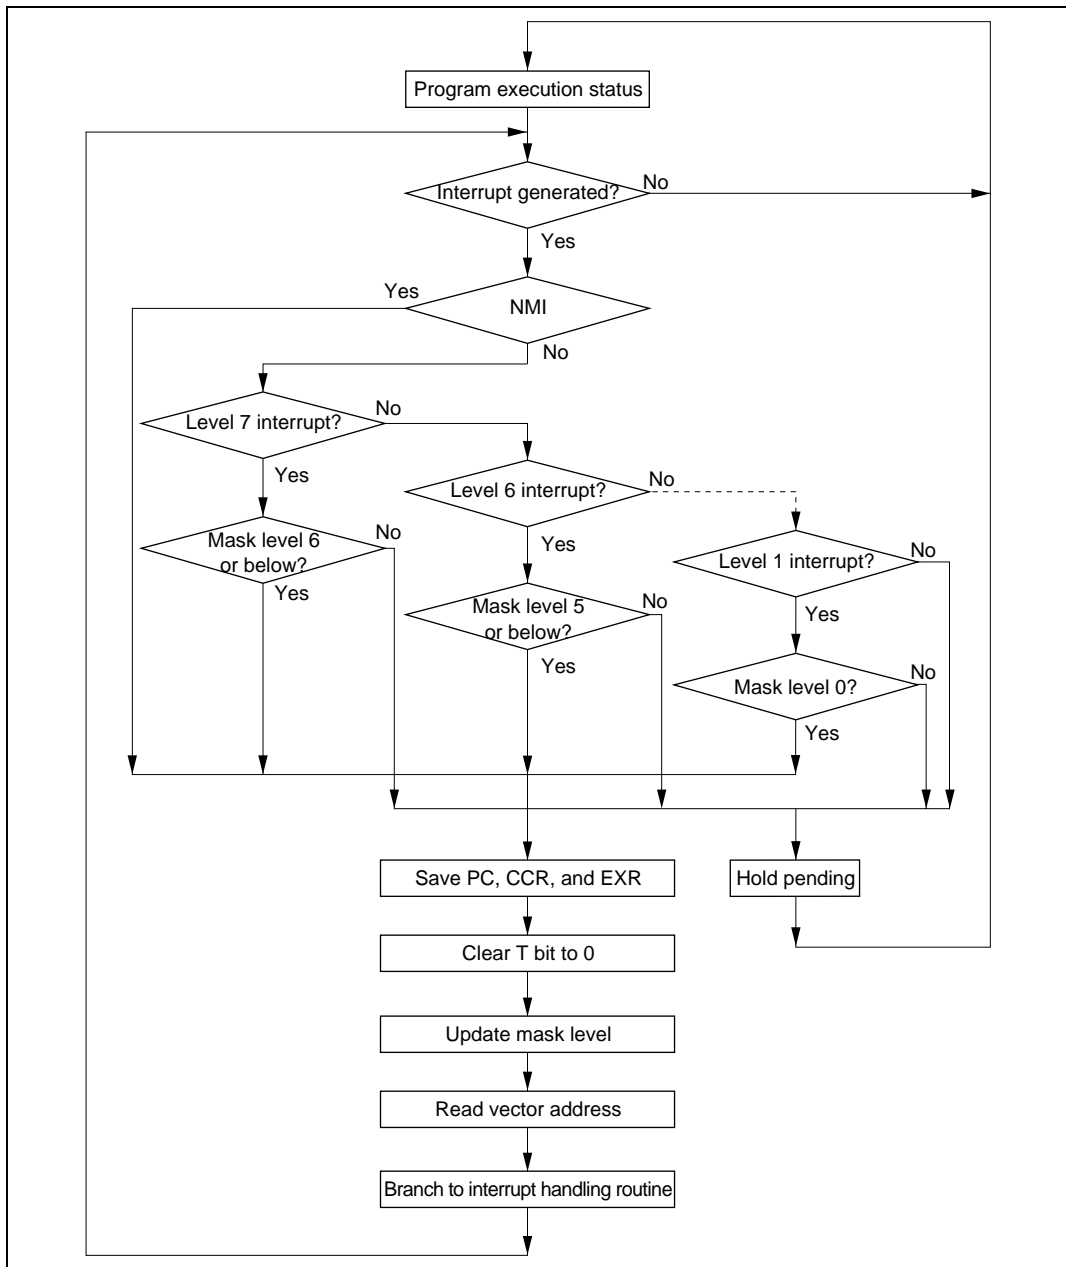 Program execution status
Interrupt generated?
No
Yes
Yes
NMI
No
Level 7 interrupt?
No
Yes
Level 6 interrupt?
No
Mask level 6
or below?
No
Yes
Level 1 interrupt?
No
Yes
Mask level 5
or below?
No
Yes
Yes
Mask level 0?
No
Yes
Save PC, CCR, and EXR
Hold pending
Clear T bit to 0
Update mask level
Read vector address
Branch to interrupt handling routine